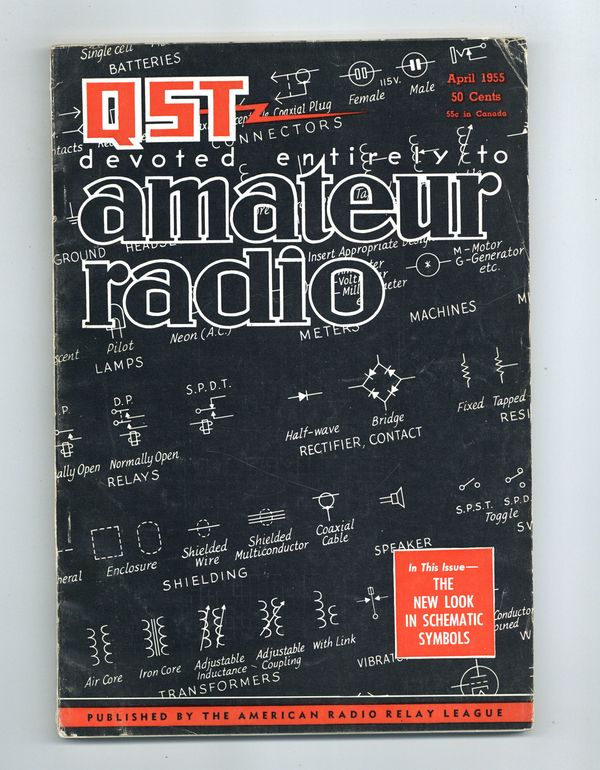 Single cell
BATTERIES
QST
115V.
Female
Male
April 1955
50 Cents
55c in Canada
Coaxial Plug
CONNECTORS
devoted entirely to
amateur
radio
GROUND
Insert Appropriate
M - Motor
G - Generator
etc.
Pilot
LAMPS
Neon (A.C.)
METERS
MACHINES
D.P.
S.P.D.T.
Normally Open
RELAYS
Half-wave
Bridge
RECTIFIER, CONTACT
Fixed
Tapped
Enclosure
Shielded
Wire
Shielded
Multiconductor
Coaxial
Cable
SHIELDING
SPEAKER
S.P.S.T.
Toggle
In This Issue—
THE
NEW LOOK
IN SCHEMATIC
SYMBOLS
Air Core
Iron Core
Adjustable
Inductance
Adjustable
Coupling
With Link
TRANSFORMERS
PUBLISHED BY THE AMERICAN RADIO RELAY LEAGUE